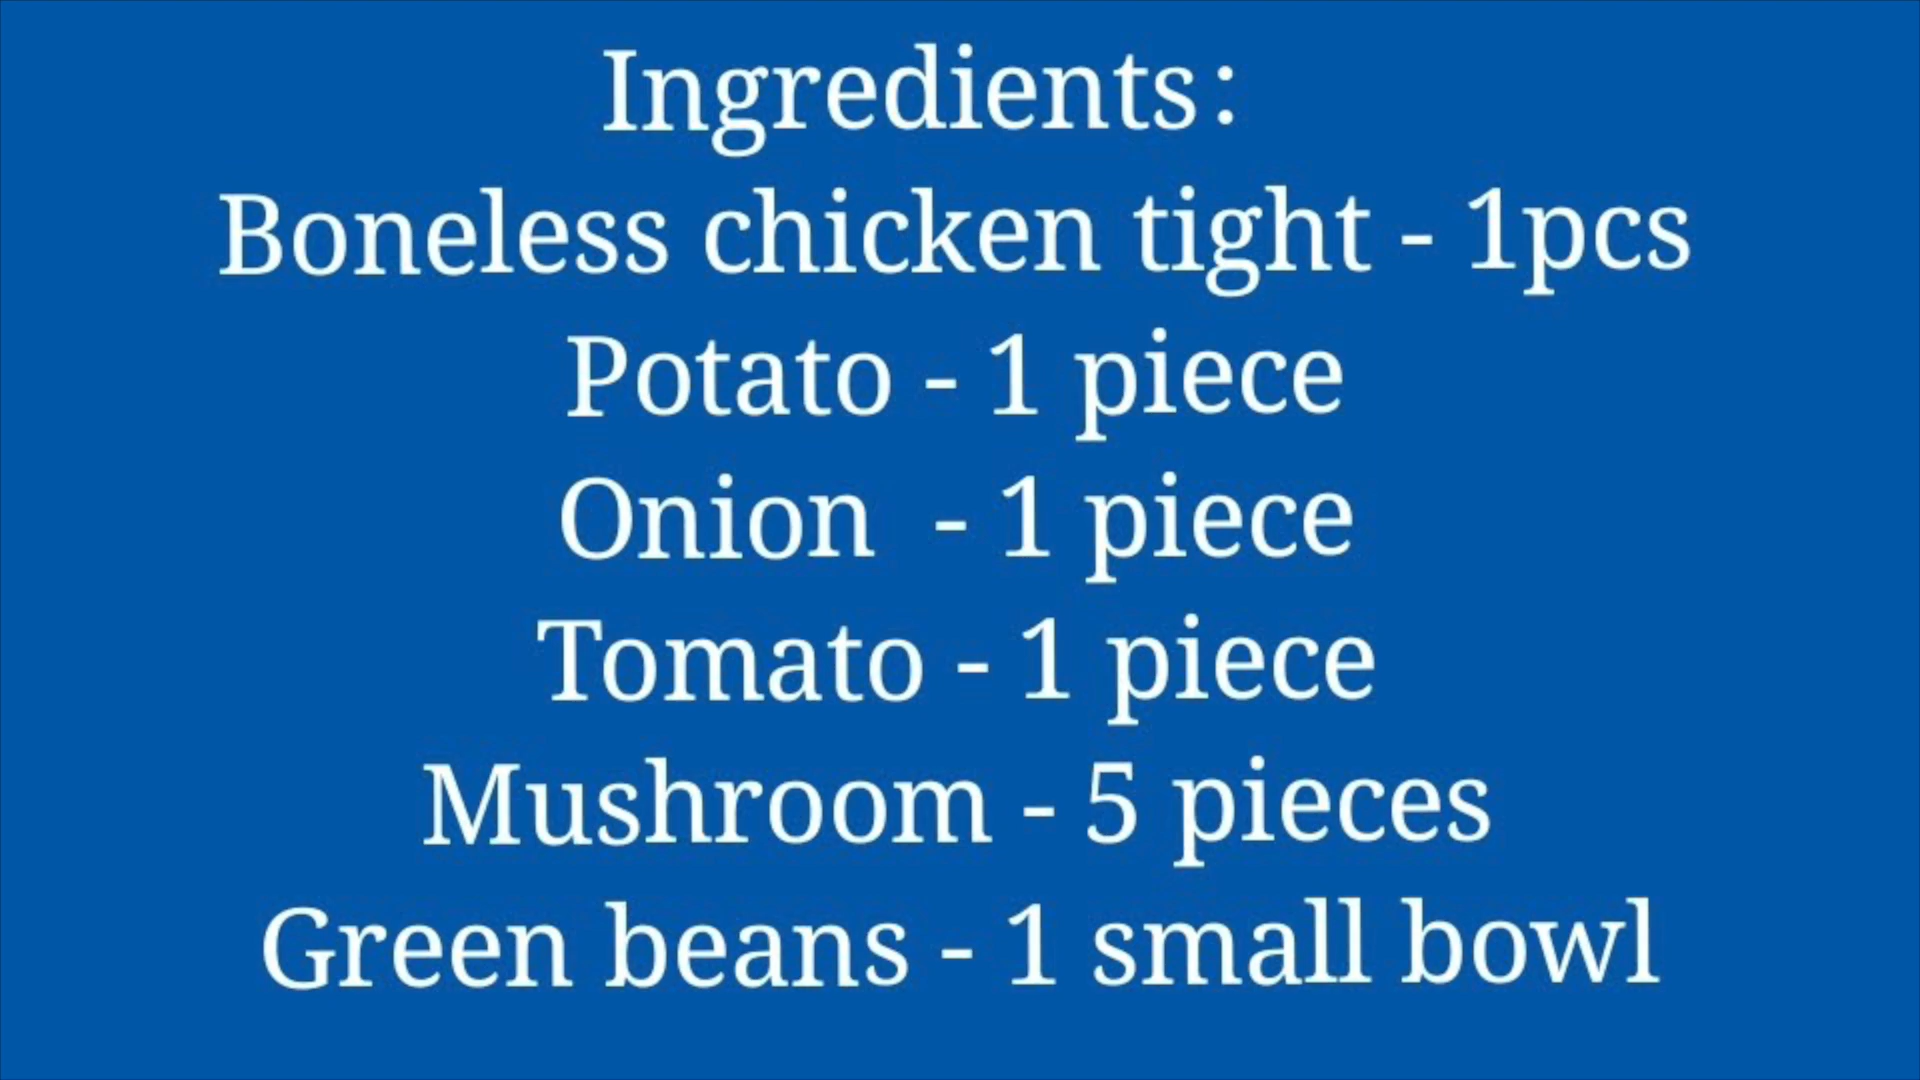 Ingredients:
Boneless chicken tight - 1pcs
Potato - 1 piece
Onion - 1 piece
Tomato - 1 piece
Mushroom - 5 pieces
Green beans - 1 small bowl